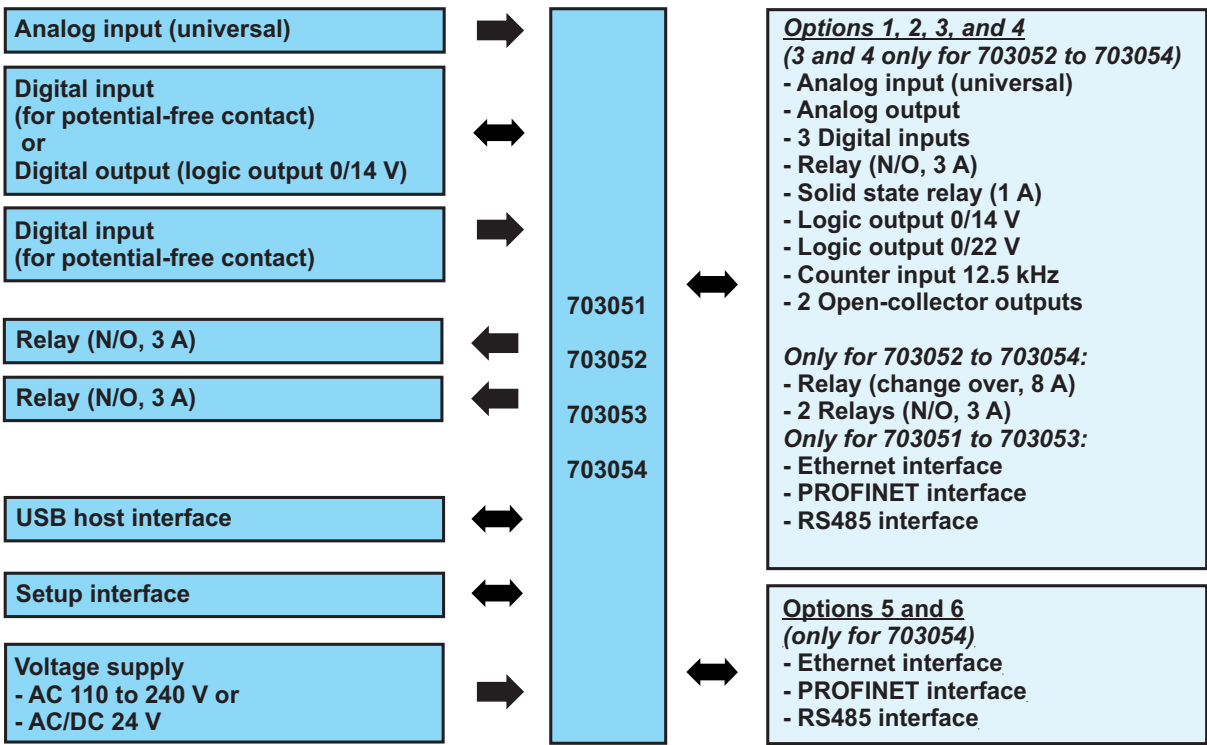 Analog input (universal)
Digital input
(for potential-free contact)
or
Digital output (logic output 0/14 V)
Digital input
(for potential-free contact)
Relay (N/O, 3 A)
Relay (N/O, 3 A)
USB host interface
Setup interface
Voltage supply
- AC 110 to 240 V or
- AC/DC 24 V
703051
703052
703053
703054
Options 1, 2, 3, and 4
(3 and 4 only for 703052 to 703054)
- Analog input (universal)
- Analog output
- 3 Digital inputs
- Relay (N/O, 3 A)
- Solid state relay (1 A)
- Logic output 0/14 V
- Logic output 0/22 V
- Counter input 12.5 kHz
- 2 Open-collector outputs
Only for 703052 to 703054:
- Relay (change over, 8 A)
- 2 Relays (N/O, 3 A)
Only for 703051 to 703053:
- Ethernet interface
- PROFINET interface
- RS485 interface
Options 5 and 6
(only for 703054)
- Ethernet interface
- PROFINET interface
- RS485 interface